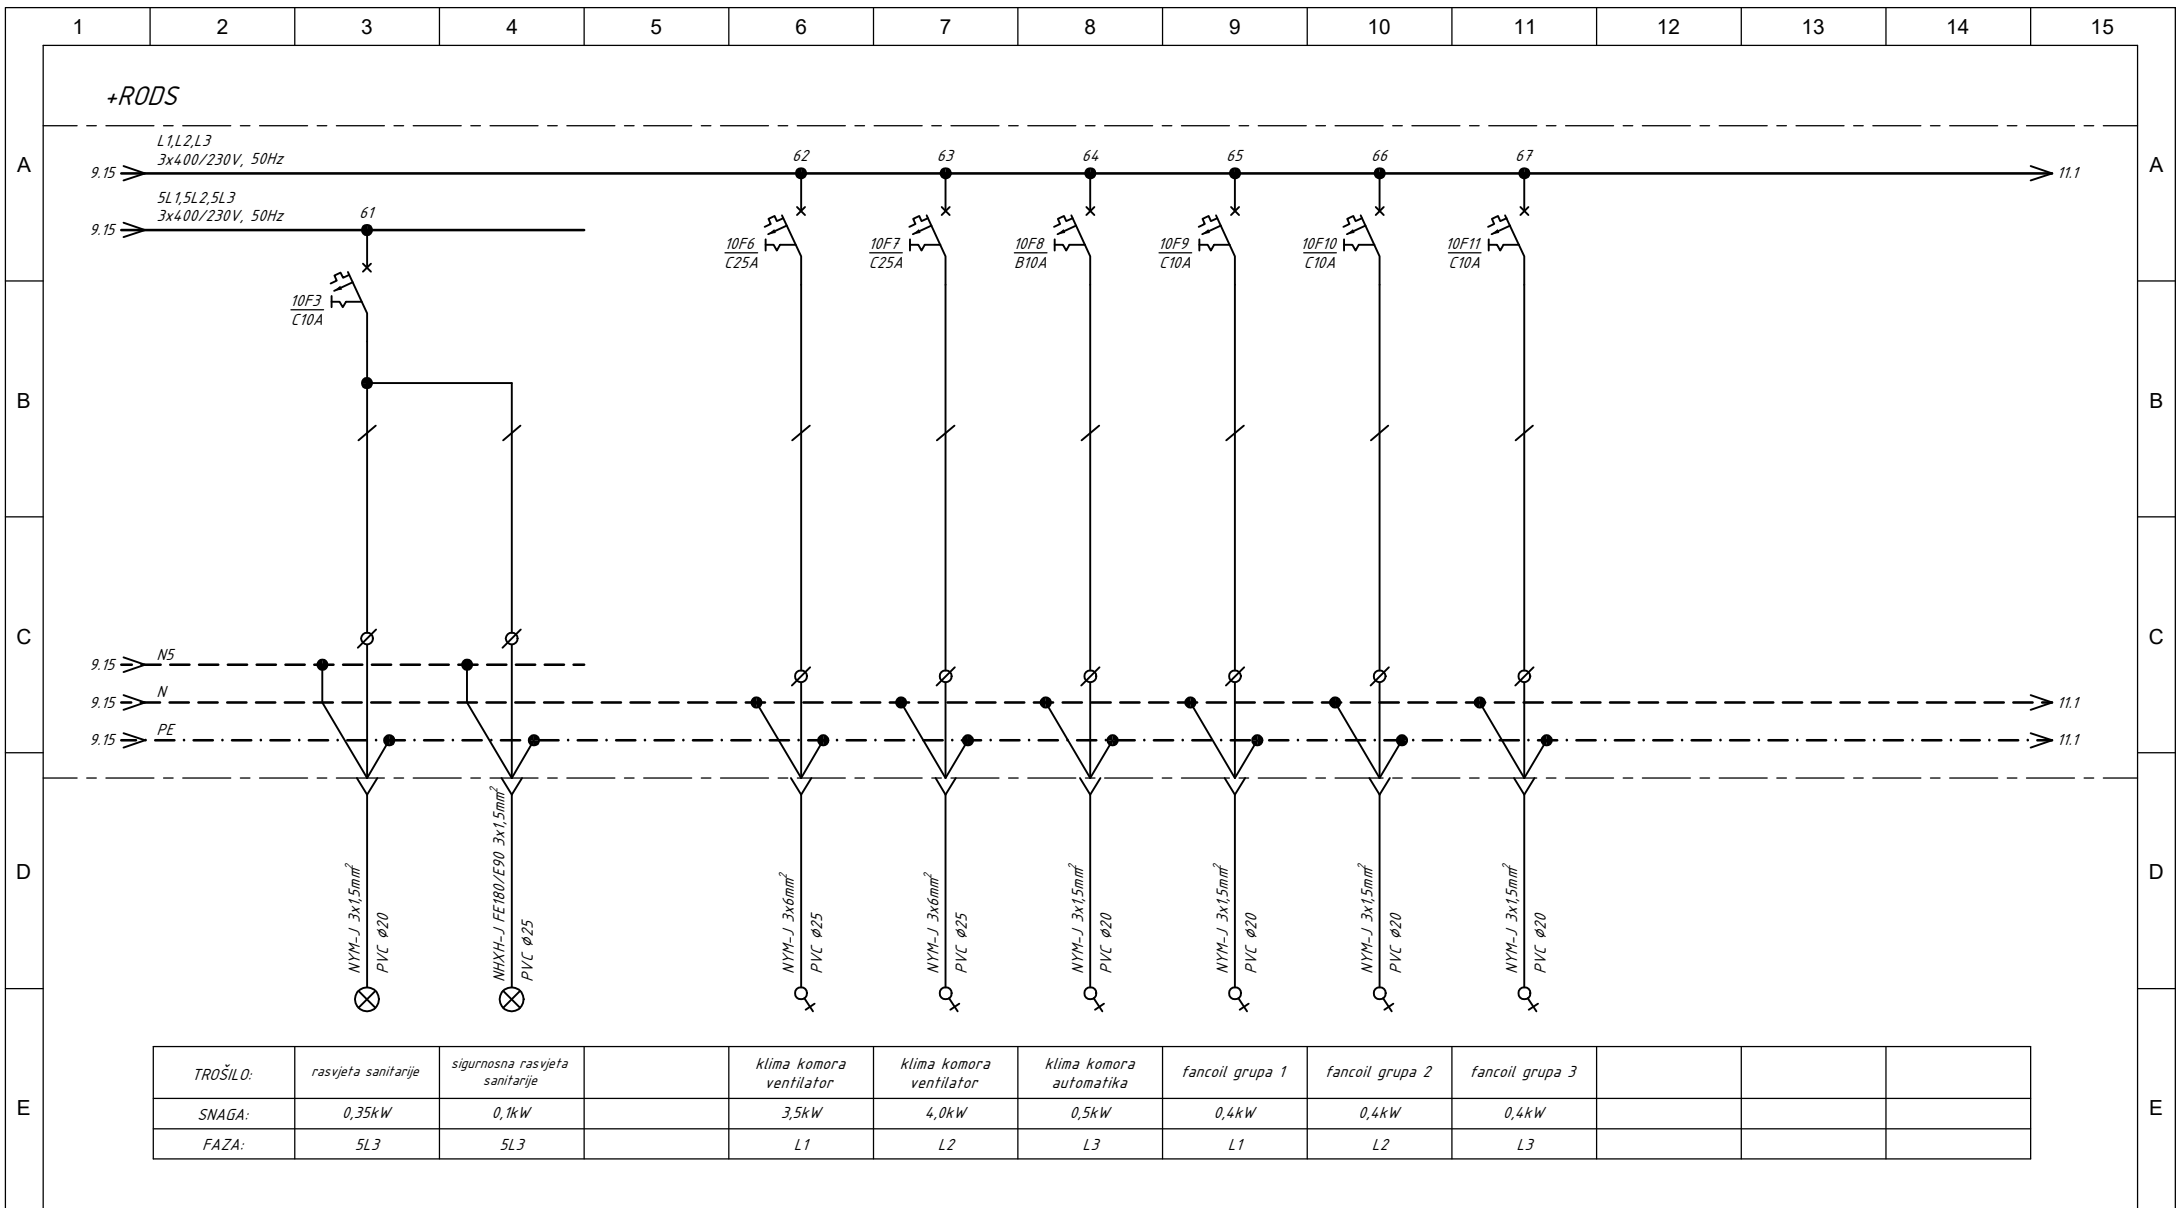 1 2 3 4 5 6 7 8 9 10 11 12 13 14 15
+RODS
L1,L2,L3
3x400/230V, 50Hz
A 9.15 62 63 64 65 66 67 11.1 A
5L1,5L2,5L3
3x400/230V, 50Hz
9.15 61
10F6 10F7 10F8 10F9 10F10 10F11
C25A C25A B10A C10A C10A C10A
10F3
C10A
B B
C C
9.15 N5
9.15 N 11.1
9.15 PE 11.1
D D
NYM-J 3x1,5mm²
PVC ø20
NHXH-J FE180/E90 3x1,5mm²
PVC ø25
NYM-J 3x6mm²
PVC ø25
NYM-J 3x6mm²
PVC ø25
NYM-J 3x1,5mm²
PVC ø20
NYM-J 3x1,5mm²
PVC ø20
NYM-J 3x1,5mm²
PVC ø20
NYM-J 3x1,5mm²
PVC ø20
TROŠILO: rasvjeta sanitarije sigurnosna rasvjeta sanitarije klima komora ventilator klima komora ventilator klima komora automatika fancoil grupa 1 fancoil grupa 2 fancoil grupa 3
E SNAGA: 0,35kW 0,1kW 3,5kW 4,0kW 0,5kW 0,4kW 0,4kW 0,4kW E
FAZA: 5L3 5L3 L1 L2 L3 L1 L2 L3